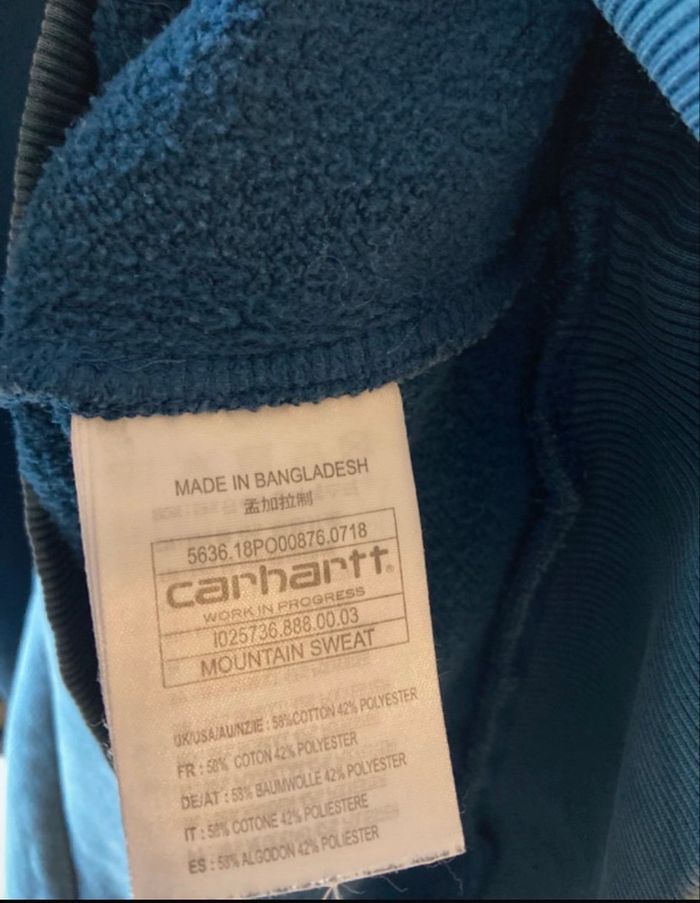 MADE IN BANGLADESH
孟加拉制
5636.18PO00876.0718
carhartt®
WORK IN PROGRESS
I025736.888.00.03
MOUNTAIN SWEAT
UK/USA/AU/NZ/IE : 58%COTTON 42% POLYESTER
FR : 58% COTON 42% POLYESTER
DE/AT : 58% BAUMWOLLE 42% POLYESTER
IT : 58% COTONE 42% POLIESTERE
ES : 58% ALGODON 42% POLYESTER